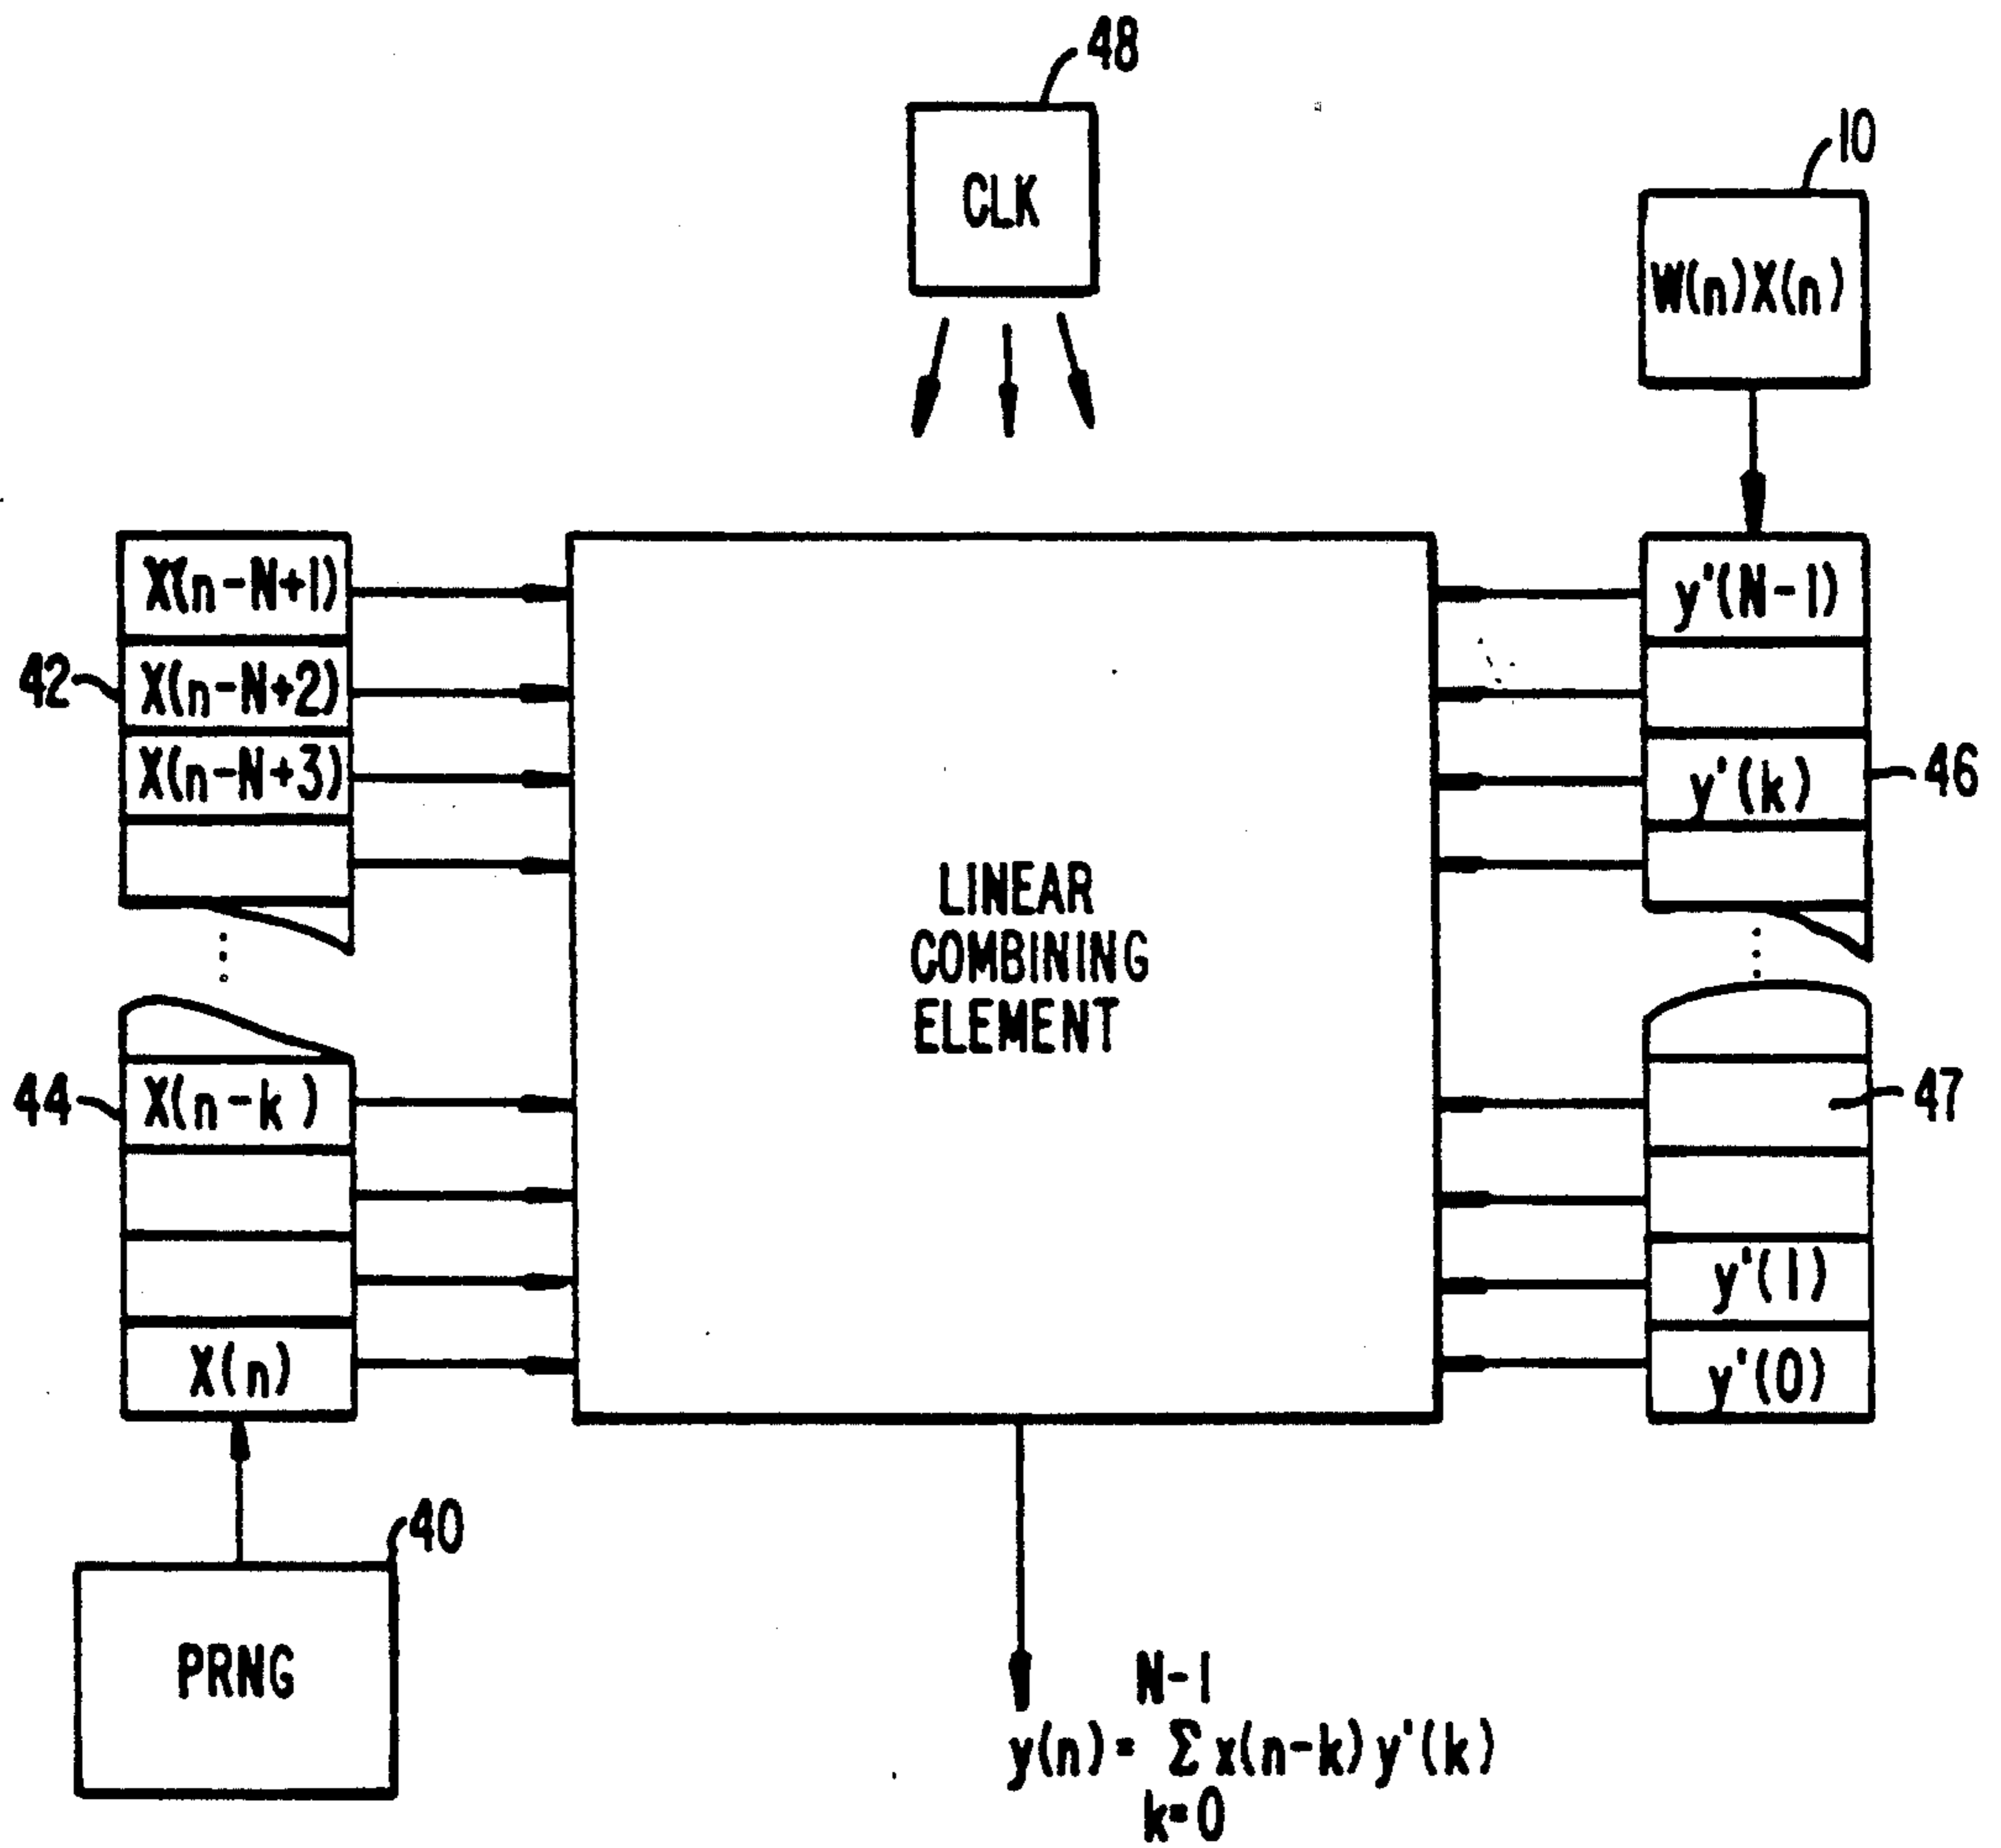 48
CLK
10
W(n)X(n)
X(n-N+1)
42
X(n-N+2)
X(n-N+3)
y'(N-1)
y'(k)
46
LINEAR
COMBINING
ELEMENT
44
X(n-k)
X(n)
47
y'(1)
y'(0)
40
PRNG
N-1
y(n) = Σ x(n-k) y'(k)
k=0